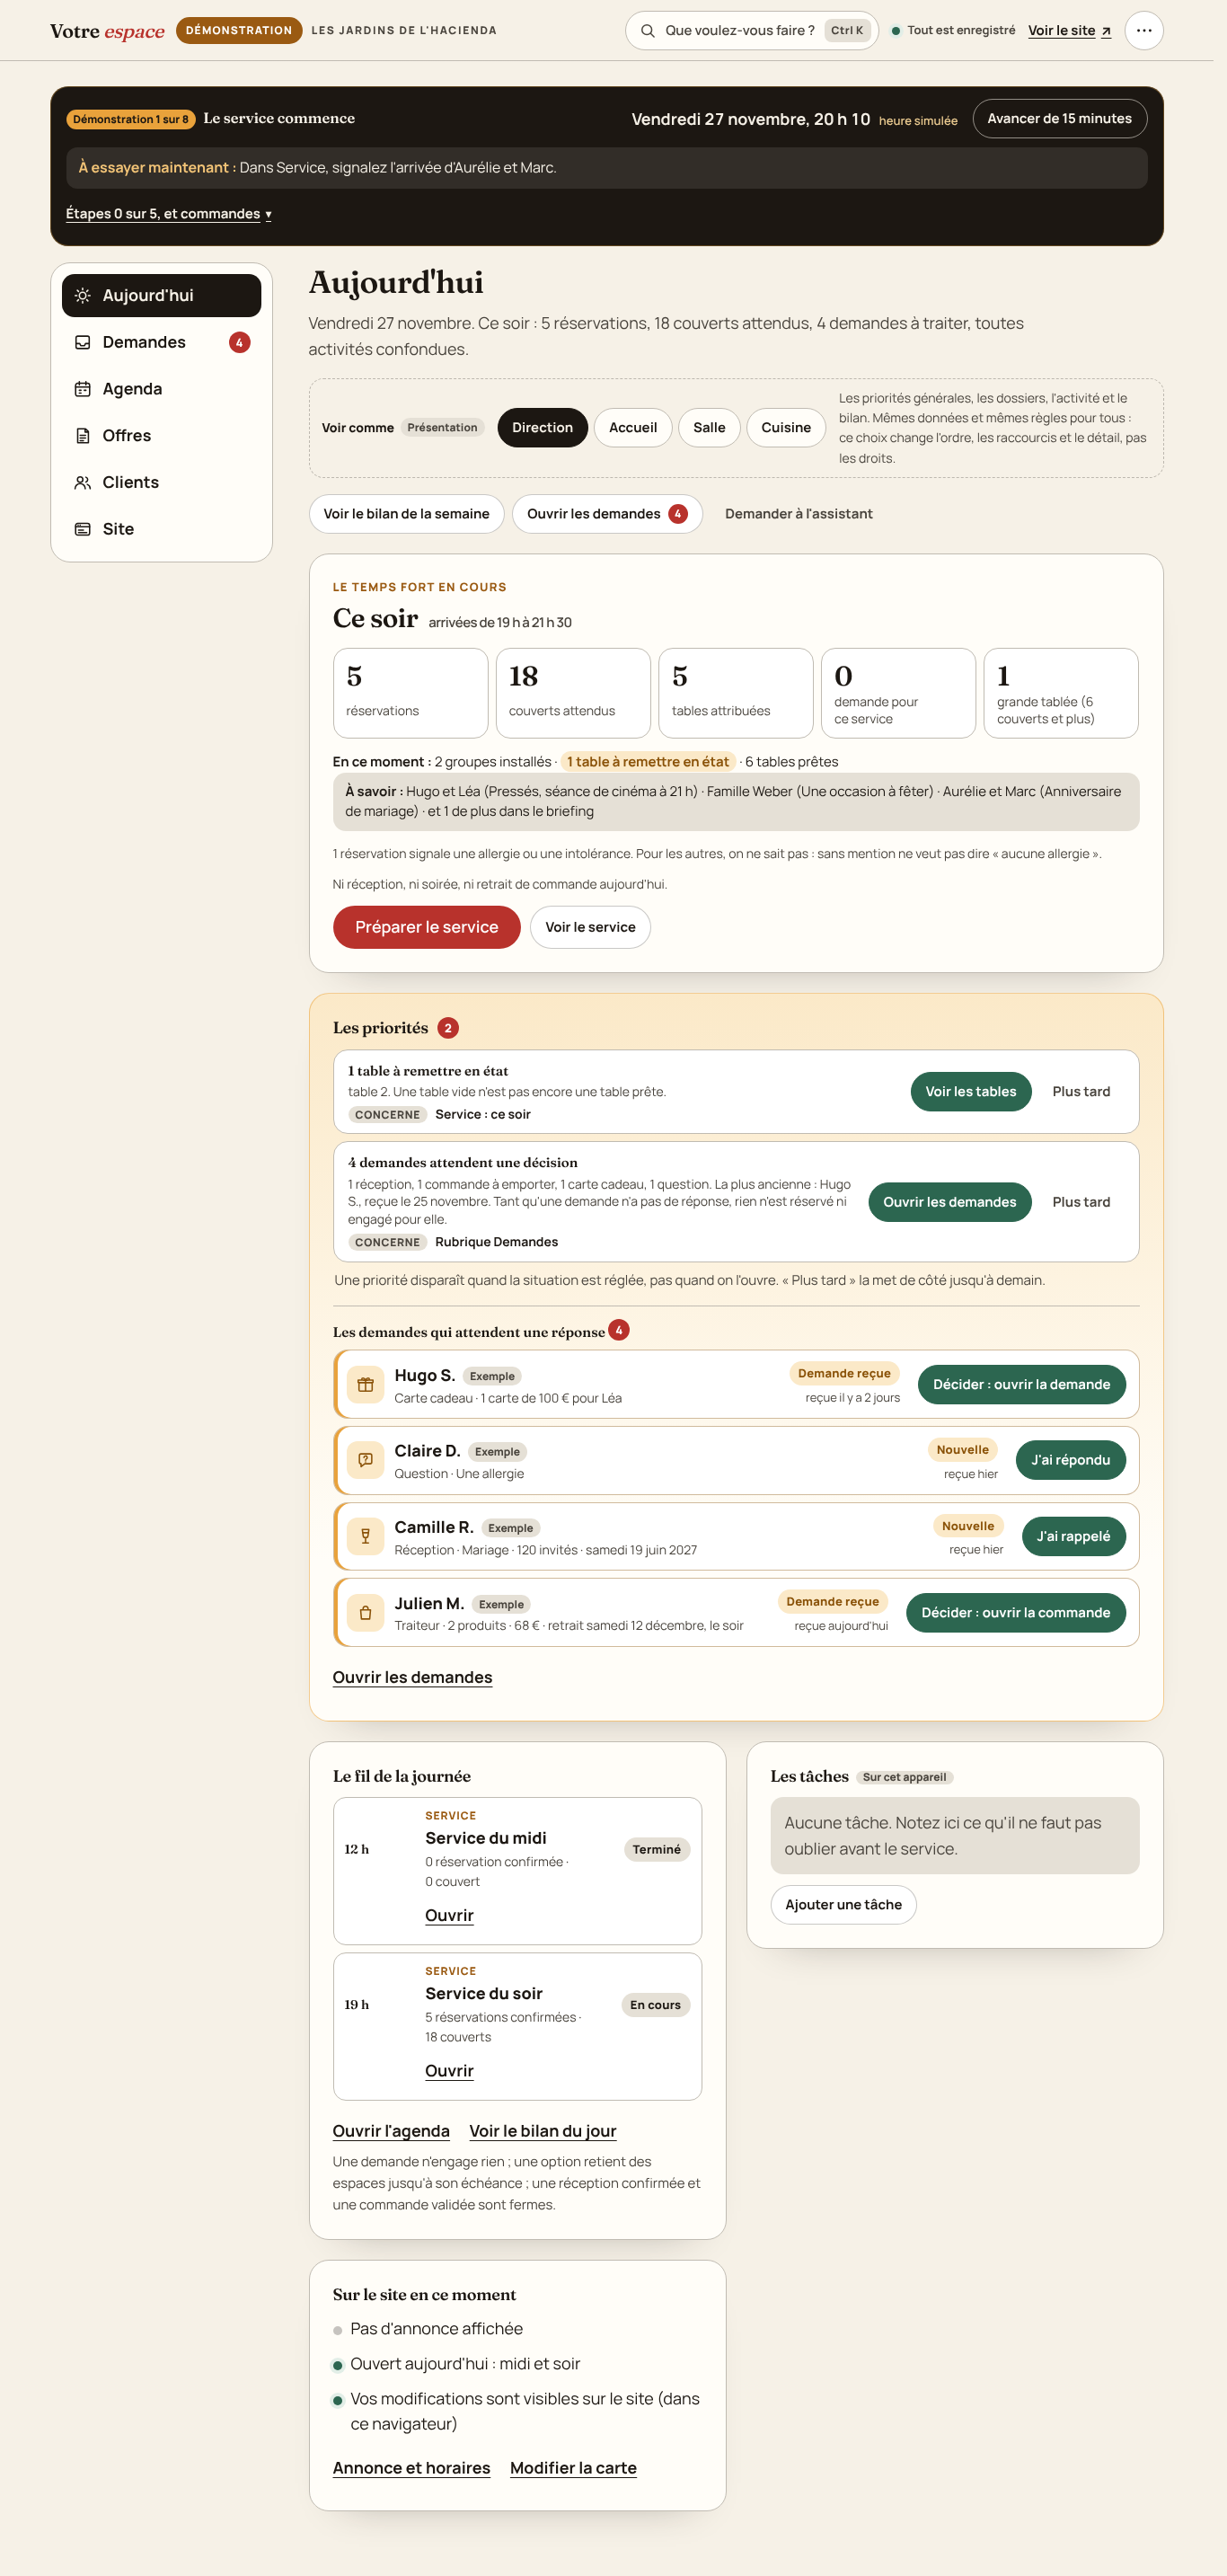 Votre espace
DÉMONSTRATION
LES JARDINS DE L'HACIENDA
Que voulez-vous faire ?
Ctrl K
Tout est enregistré
Voir le site ↗
Démonstration 1 sur 8
Le service commence
Vendredi 27 novembre, 20 h 10
heure simulée
Avancer de 15 minutes
À essayer maintenant : Dans Service, signalez l'arrivée d'Aurélie et Marc.
Étapes 0 sur 5, et commandes ▾
Aujourd'hui
Demandes
4
Agenda
Offres
Clients
Site
Aujourd'hui
Vendredi 27 novembre. Ce soir : 5 réservations, 18 couverts attendus, 4 demandes à traiter, toutes
activités confondues.
Voir comme
Présentation
Direction
Accueil
Salle
Cuisine
Les priorités générales, les dossiers, l'activité et le
bilan. Mêmes données et mêmes règles pour tous :
ce choix change l'ordre, les raccourcis et le détail, pas
les droits.
Voir le bilan de la semaine
Ouvrir les demandes 4
Demander à l'assistant
LE TEMPS FORT EN COURS
Ce soir arrivées de 19 h à 21 h 30
5
réservations
18
couverts attendus
5
tables attribuées
0
demande pour
ce service
1
grande tablée (6
couverts et plus)
En ce moment : 2 groupes installés · 1 table à remettre en état · 6 tables prêtes
À savoir : Hugo et Léa (Pressés, séance de cinéma à 21 h) · Famille Weber (Une occasion à fêter) · Aurélie et Marc (Anniversaire
de mariage) · et 1 de plus dans le briefing
1 réservation signale une allergie ou une intolérance. Pour les autres, on ne sait pas : sans mention ne veut pas dire « aucune allergie ».
Ni réception, ni soirée, ni retrait de commande aujourd'hui.
Préparer le service
Voir le service
Les priorités 2
1 table à remettre en état
table 2. Une table vide n'est pas encore une table prête.
CONCERNE Service : ce soir
Voir les tables
Plus tard
4 demandes attendent une décision
1 réception, 1 commande à emporter, 1 carte cadeau, 1 question. La plus ancienne : Hugo
S., reçue le 25 novembre. Tant qu'une demande n'a pas de réponse, rien n'est réservé ni
engagé pour elle.
CONCERNE Rubrique Demandes
Ouvrir les demandes
Plus tard
Une priorité disparaît quand la situation est réglée, pas quand on l'ouvre. « Plus tard » la met de côté jusqu'à demain.
Les demandes qui attendent une réponse 4
Hugo S. Exemple
Carte cadeau · 1 carte de 100 € pour Léa
Demande reçue
reçue il y a 2 jours
Décider : ouvrir la demande
Claire D. Exemple
Question · Une allergie
Nouvelle
reçue hier
J'ai répondu
Camille R. Exemple
Réception · Mariage · 120 invités · samedi 19 juin 2027
Nouvelle
reçue hier
J'ai rappelé
Julien M. Exemple
Traiteur · 2 produits · 68 € · retrait samedi 12 décembre, le soir
Demande reçue
reçue aujourd'hui
Décider : ouvrir la commande
Ouvrir les demandes
Le fil de la journée
12 h
SERVICE
Service du midi
0 réservation confirmée ·
0 couvert
Ouvrir
Terminé
19 h
SERVICE
Service du soir
5 réservations confirmées ·
18 couverts
Ouvrir
En cours
Ouvrir l'agenda
Voir le bilan du jour
Une demande n'engage rien ; une option retient des
espaces jusqu'à son échéance ; une réception confirmée et
une commande validée sont fermes.
Les tâches Sur cet appareil
Aucune tâche. Notez ici ce qu'il ne faut pas
oublier avant le service.
Ajouter une tâche
Sur le site en ce moment
Pas d'annonce affichée
Ouvert aujourd'hui : midi et soir
Vos modifications sont visibles sur le site (dans
ce navigateur)
Annonce et horaires
Modifier la carte